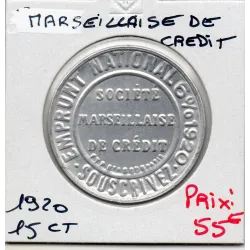 MARSEILLAISE DE
CREDIT
EMPRUNT NATIONAL 6% 1920
SOCIÉTÉ
MARSEILLAISE
DE CRÉDIT
SOUSCRIVEZ
1920
15 CT
Prix:
55€